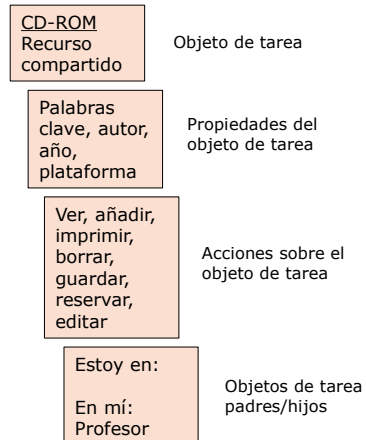 CD-ROM
Recurso
compartido
Objeto de tarea
Palabras
clave, autor,
año,
plataforma
Propiedades del
objeto de tarea
Ver, añadir,
imprimir,
borrar,
guardar,
reservar,
editar
Acciones sobre el
objeto de tarea
Estoy en:
En mí:
Profesor
Objetos de tarea
padres/hijos